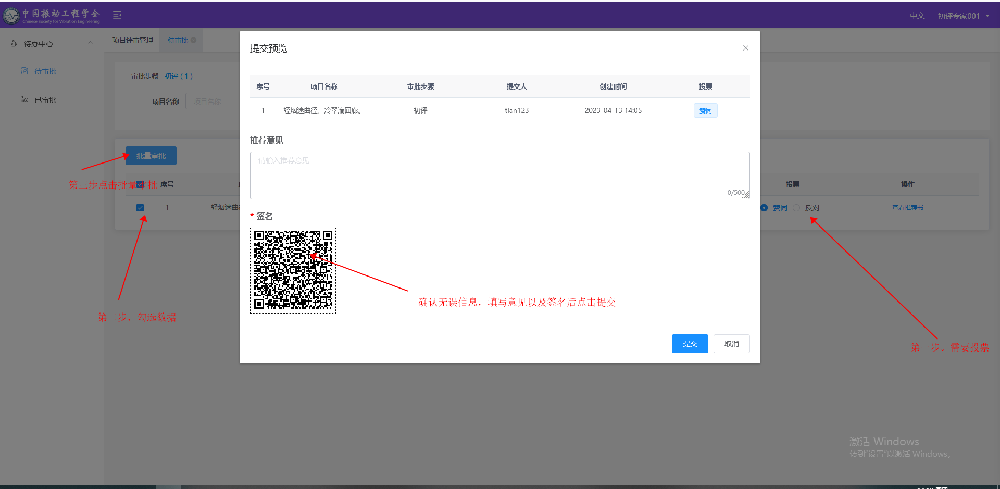 中国振动工程学会
Chinese Society for Vibration Engineering
中文
初评专家001
待办中心
待审批
已审批
项目评审管理
待审批
审批步骤 初评 ( 1 )
项目名称 项目名称
批量审批
第三步点击批量审批
序号
投票
操作
1
轻烟迷曲
赞同
反对
查看推荐书
第二步，勾选数据
提交预览
序号 项目名称 审批步骤 提交人 创建时间 投票
1 轻烟迷曲径，冷翠滴回廊。 初评 tian123 2023-04-13 14:05 赞同
推荐意见
请输入推荐意见
0/500
* 签名
确认无误信息，填写意见以及签名后点击提交
提交 取消
第一步。需要投票
激活 Windows
转到"设置"以激活 Windows。